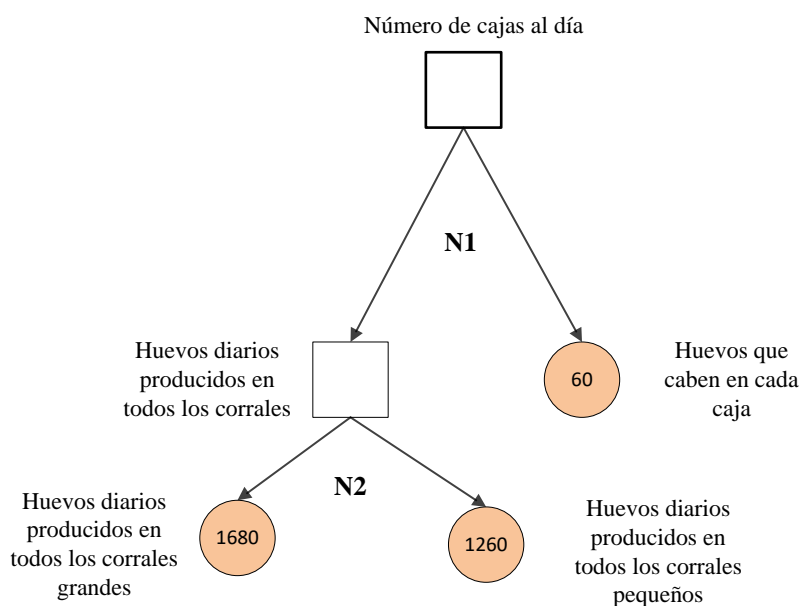 Número de cajas al día
N1
Huevos diarios
producidos en
todos los corrales
60
Huevos que
caben en cada
caja
N2
Huevos diarios
producidos en
todos los corrales
grandes
1680
1260
Huevos diarios
producidos en
todos los corrales
pequeños